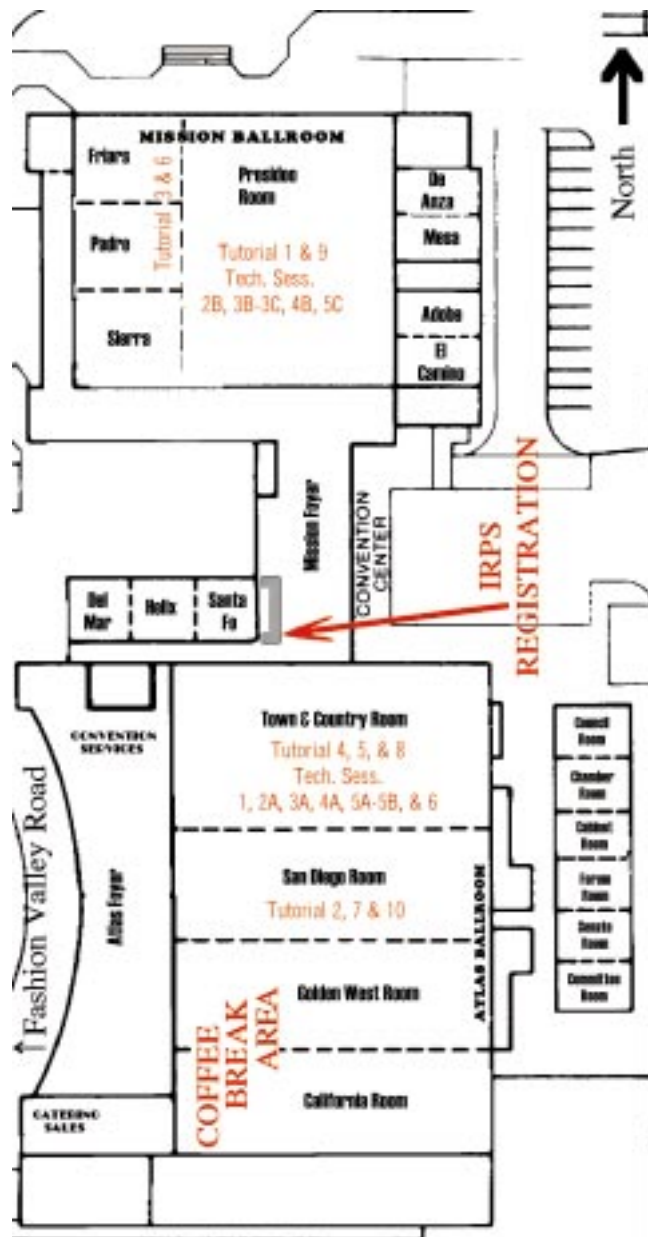 North
MISSION BALLROOM
Friars
Padre
Sierra
Tutorial 3 & 6
Presidio
Room
Tutorial 1 & 9
Tech. Sess.
2B, 3B-3C, 4B, 5C
De
Anza
Mesa
Adobe
El
Camino
Mission Foyer
CONVENTION
CENTER
IRPS
REGISTRATION
Del
Mar
Helix
Santa
Fe
CONVENTION
SERVICES
Town & Country Room
Tutorial 4, 5, & 8
Tech. Sess.
1, 2A, 3A, 4A, 5A-5B, & 6
Council
Room
Chamber
Room
Cabinet
Room
Forum
Room
Senate
Room
Committee
Room
San Diego Room
Tutorial 2, 7 & 10
ATLAS BALLROOM
Atlas Foyer
↑Fashion Valley Road
Golden West Room
COFFEE
BREAK
AREA
California Room
CATERING
SALES